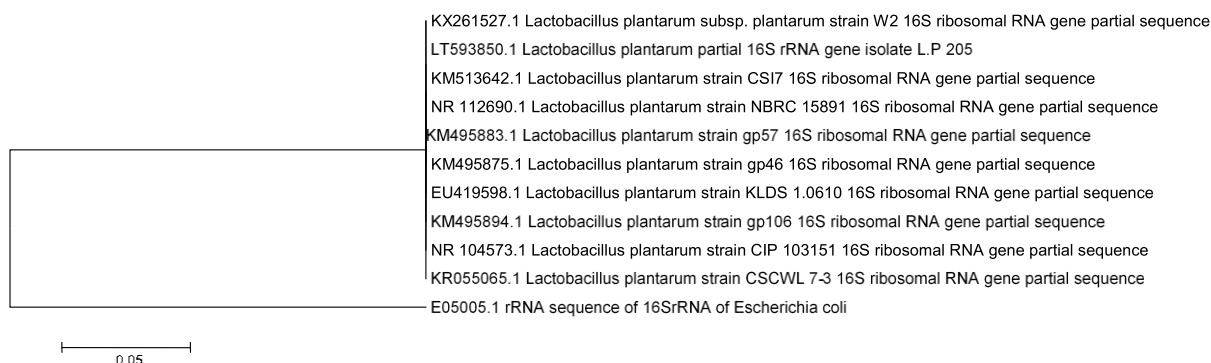 KX261527.1 Lactobacillus plantarum subsp. plantarum strain W2 16S ribosomal RNA gene partial sequence
LT593850.1 Lactobacillus plantarum partial 16S rRNA gene isolate L.P 205
KM513642.1 Lactobacillus plantarum strain CSI7 16S ribosomal RNA gene partial sequence
NR 112690.1 Lactobacillus plantarum strain NBRC 15891 16S ribosomal RNA gene partial sequence
KM495883.1 Lactobacillus plantarum strain gp57 16S ribosomal RNA gene partial sequence
KM495875.1 Lactobacillus plantarum strain gp46 16S ribosomal RNA gene partial sequence
EU419598.1 Lactobacillus plantarum strain KLDS 1.0610 16S ribosomal RNA gene partial sequence
KM495894.1 Lactobacillus plantarum strain gp106 16S ribosomal RNA gene partial sequence
NR 104573.1 Lactobacillus plantarum strain CIP 103151 16S ribosomal RNA gene partial sequence
KR055065.1 Lactobacillus plantarum strain CSCWL 7-3 16S ribosomal RNA gene partial sequence
E05005.1 rRNA sequence of 16SrRNA of Escherichia coli
0.05